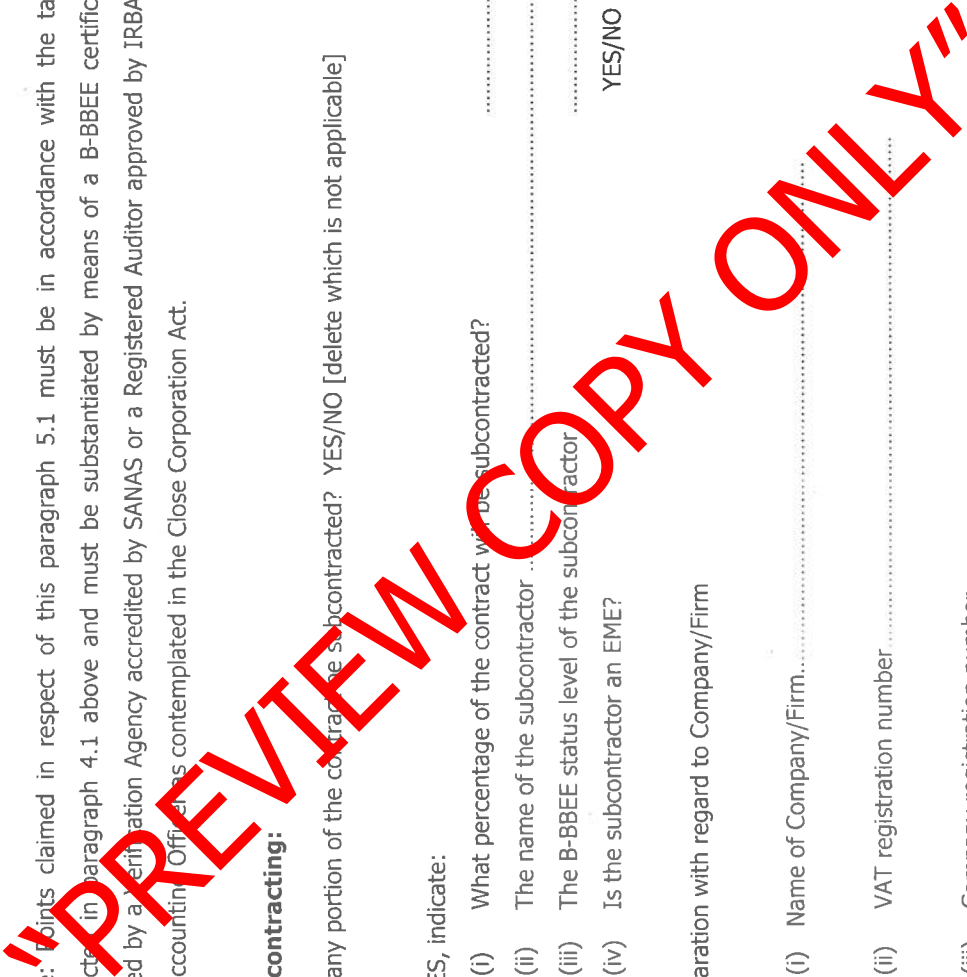 : Points claimed in respect of this paragraph 5.1 must be in accordance with the ta
in paragraph 4.1 above and must be substantiated by means of a B-BBEE certific
ed by a Verification Agency accredited by SANAS or a Registered Auditor approved by IRBA
ccounting Officer as contemplated in the Close Corporation Act.
contracting:
any portion of the contract be subcontracted? YES/NO [delete which is not applicable]
ES, indicate:
(i) What percentage of the contract will be subcontracted? ..........
(ii) The name of the subcontractor ..........
(iii) The B-BBEE status level of the subcontractor ..........
(iv) Is the subcontractor an EME? YES/NO
aration with regard to Company/Firm
(i) Name of Company/Firm..........
(ii) VAT registration number..........
"PREVIEW COPY ONLY"